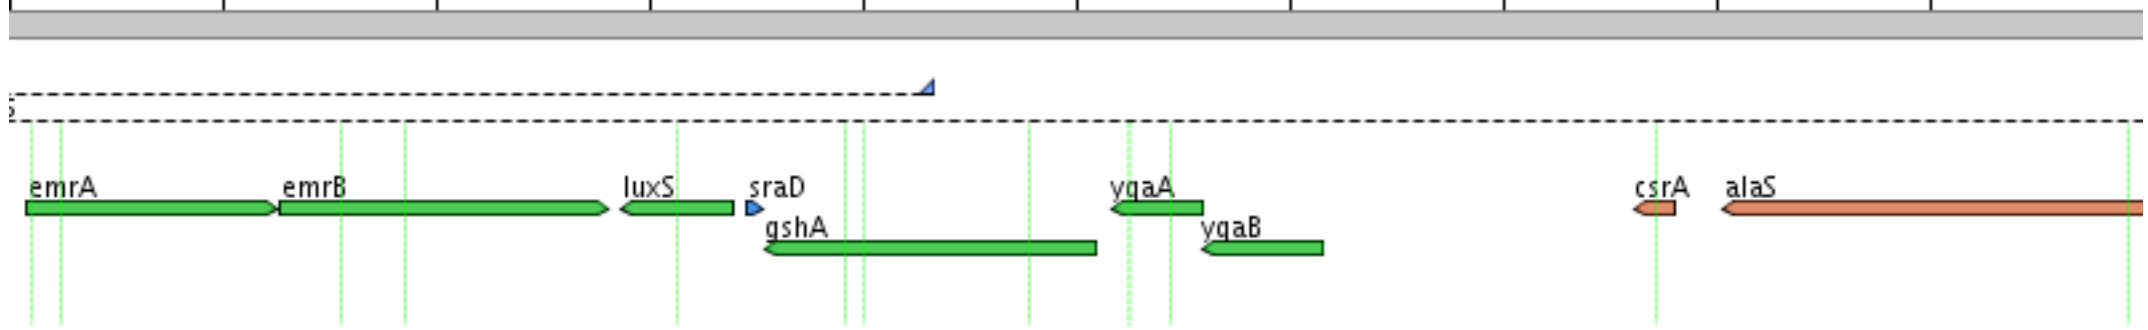 emrA emrB luxS sraD yqaA csrA alaS
gshA yqaB